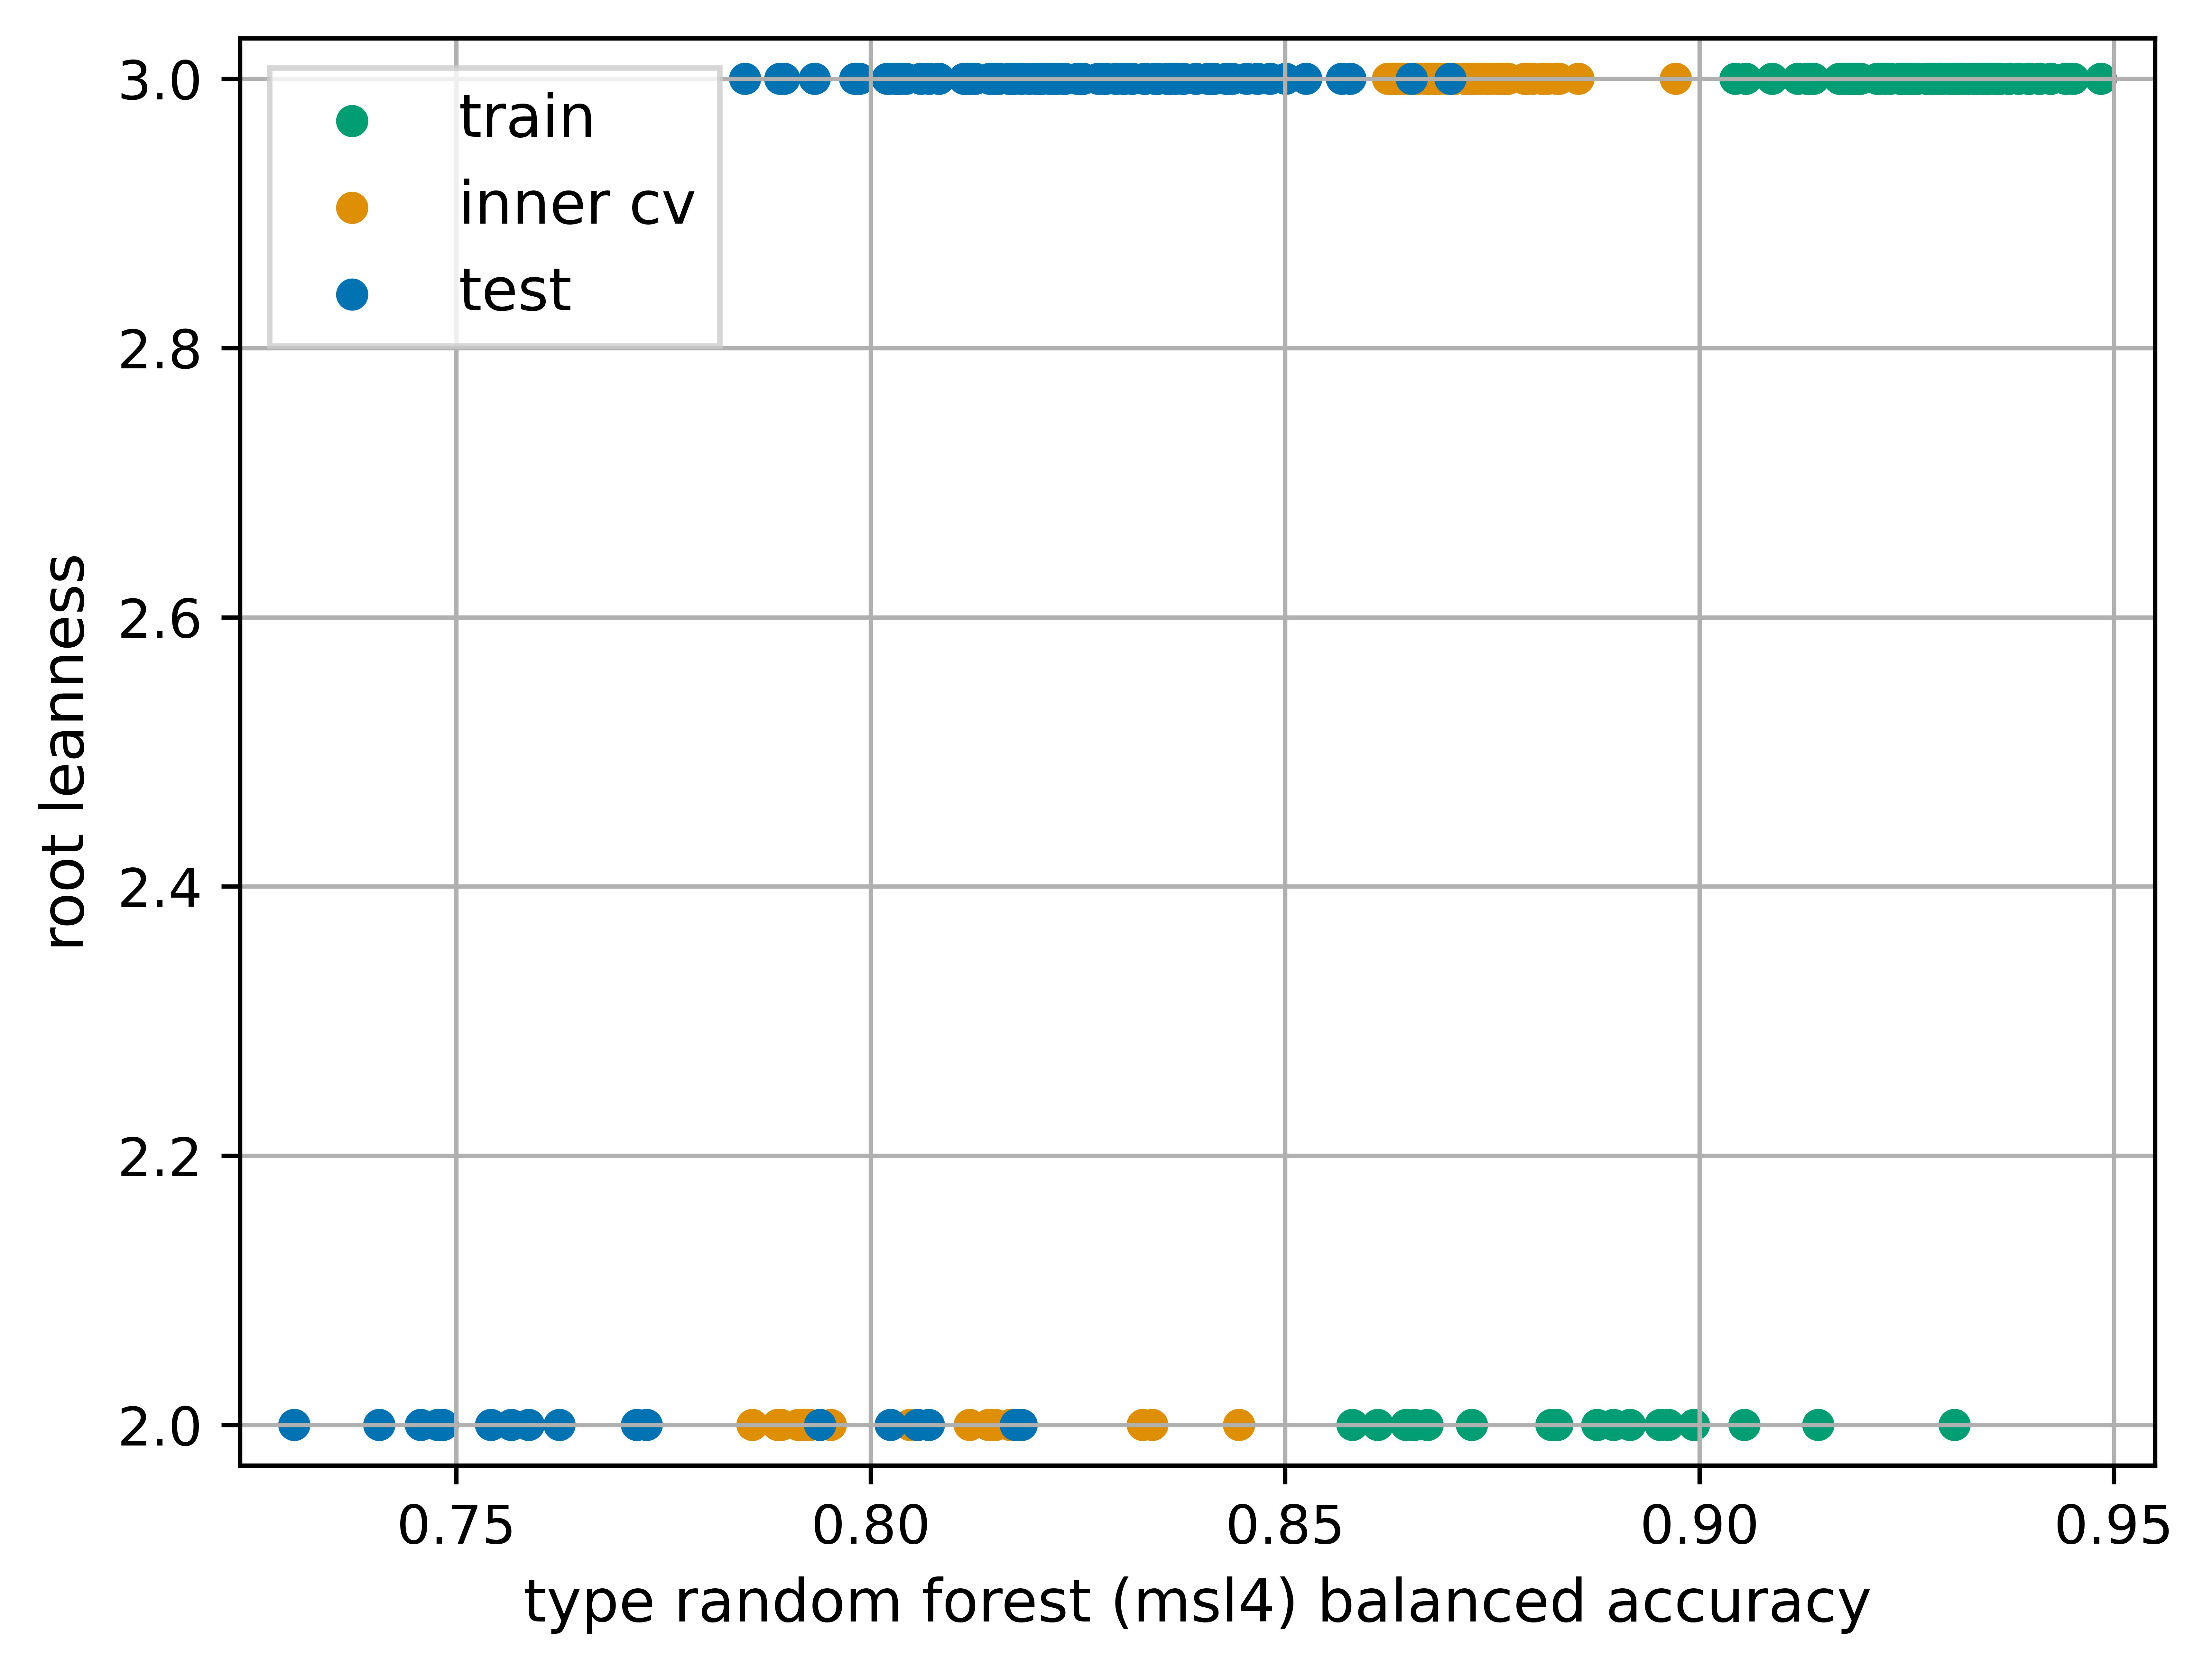 3.0
2.8
2.6
2.4
2.2
2.0
root leanness
train
inner cv
test
0.75 0.80 0.85 0.90 0.95
type random forest (msl4) balanced accuracy